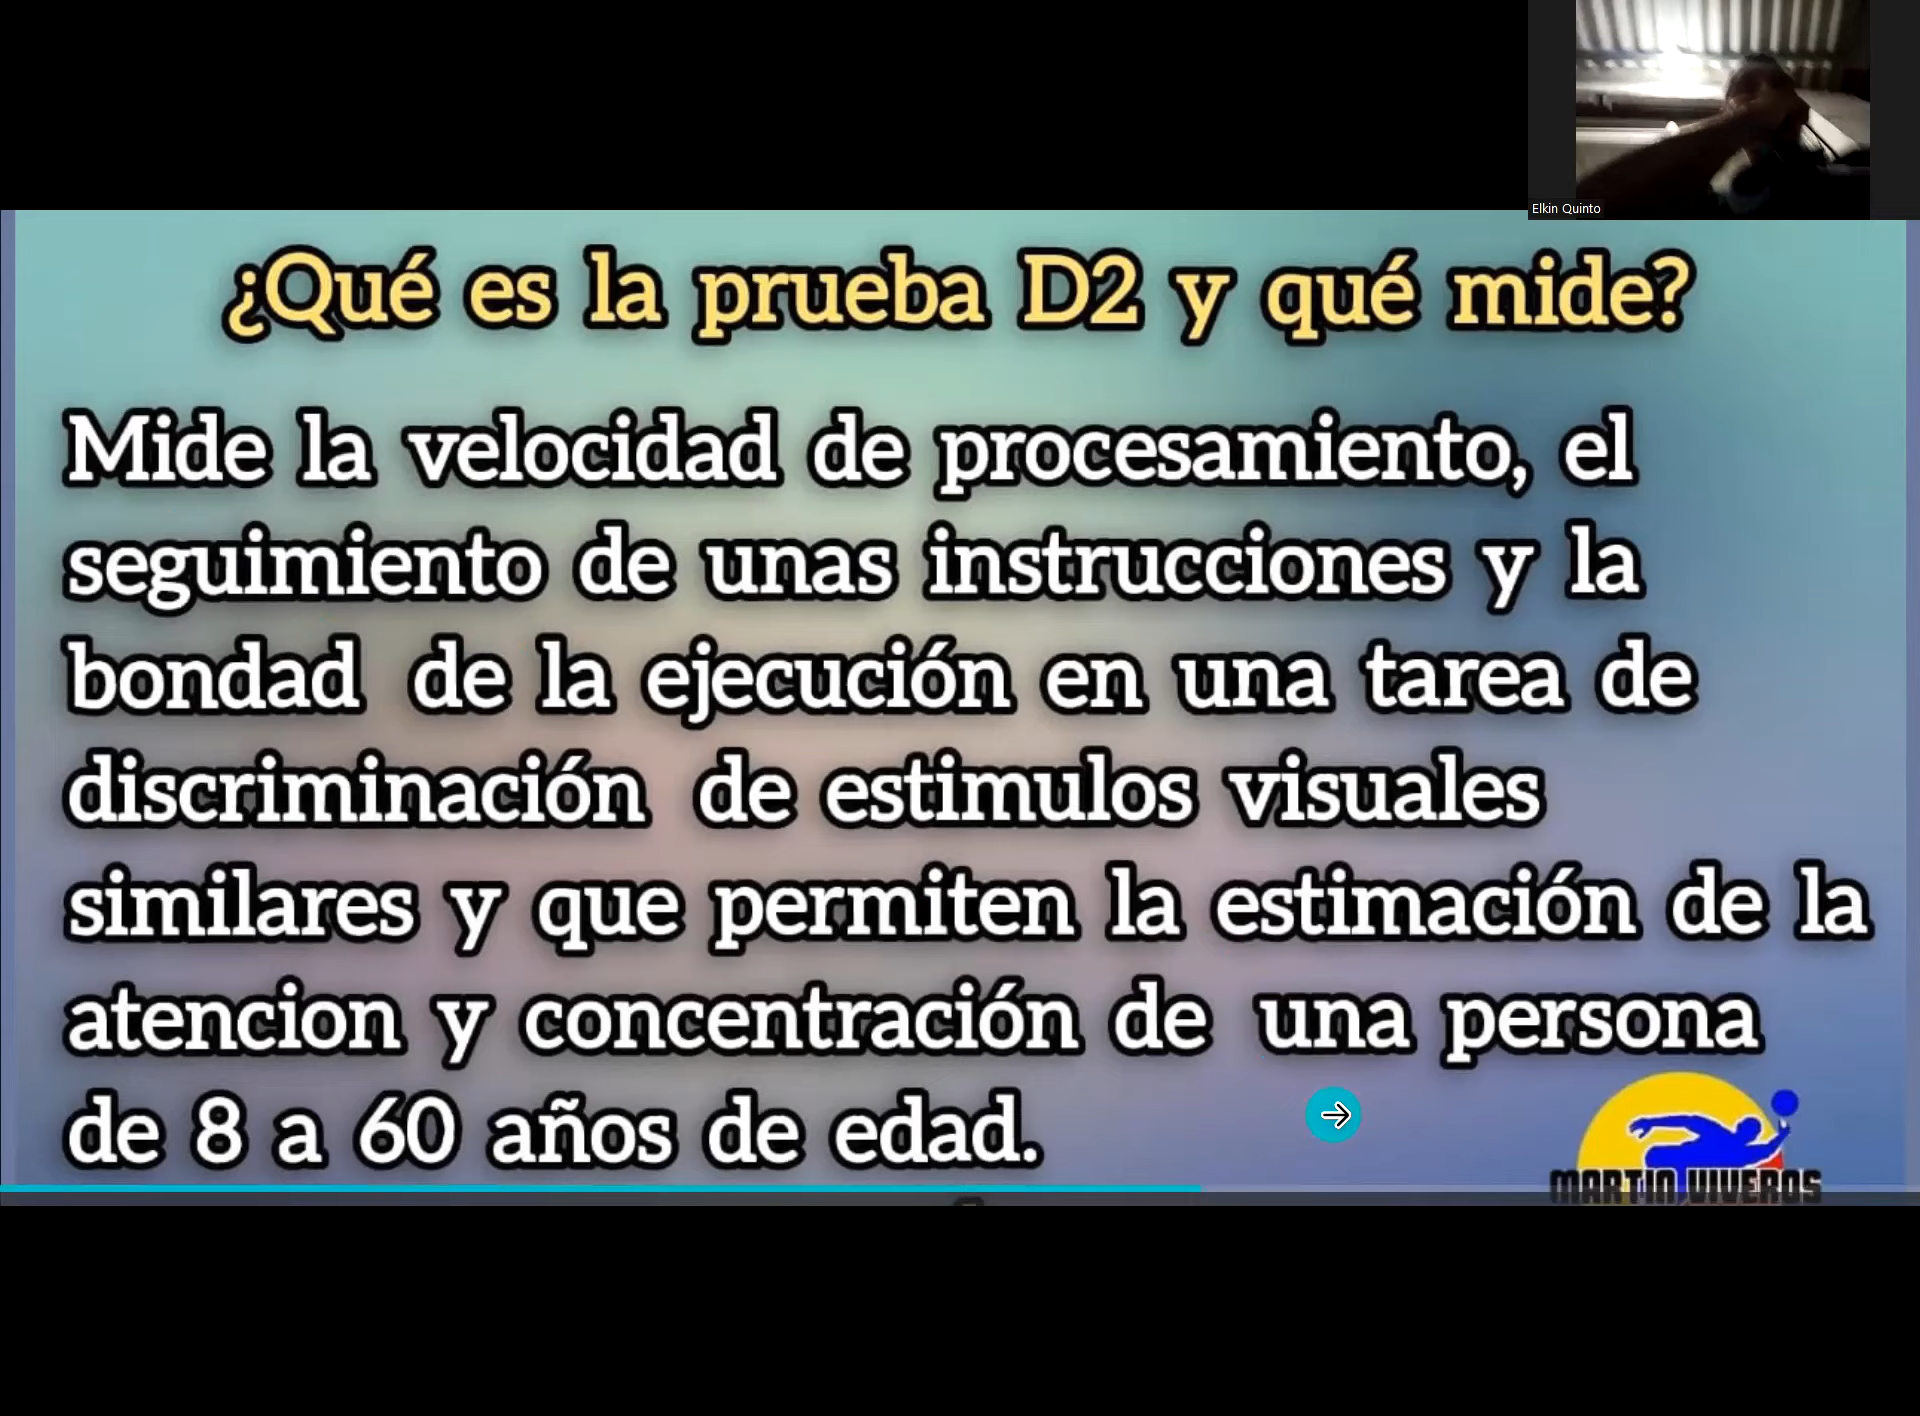 Elkin Quinto
¿Qué es la prueba D2 y qué mide?
Mide la velocidad de procesamiento, el
seguimiento de unas instrucciones y la
bondad de la ejecución en una tarea de
discriminación de estimulos visuales
similares y que permiten la estimación de la
atencion y concentración de una persona
de 8 a 60 años de edad.
MARTIN VIVEROS